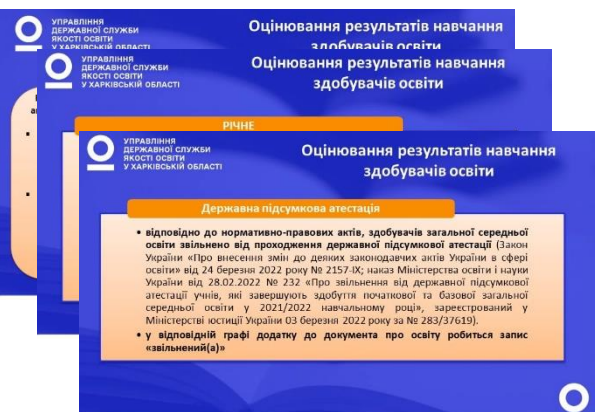 УПРАВЛІННЯ
ДЕРЖАВНОЇ СЛУЖБИ
ЯКОСТІ ОСВІТИ
У ХАРКІВСЬКІЙ ОБЛАСТІ
Оцінювання результатів навчання
здобувачів освіти
УПРАВЛІННЯ
ДЕРЖАВНОЇ СЛУЖБИ
ЯКОСТІ ОСВІТИ
У ХАРКІВСЬКІЙ ОБЛАСТІ
Оцінювання результатів навчання
здобувачів освіти
РІЧНЕ
УПРАВЛІННЯ
ДЕРЖАВНОЇ СЛУЖБИ
ЯКОСТІ ОСВІТИ
У ХАРКІВСЬКІЙ ОБЛАСТІ
Оцінювання результатів навчання
здобувачів освіти
Державна підсумкова атестація
• відповідно до нормативно-правових актів, здобувачів загальної середньої
освіти звільнено від проходження державної підсумкової атестації (Закон
України «Про внесення змін до деяких законодавчих актів України в сфері
освіти» від 24 березня 2022 року № 2157-IX; наказ Міністерства освіти і науки
України від 28.02.2022 № 232 «Про звільнення від державної підсумкової
атестації учнів, які завершують здобуття початкової та базової загальної
середньої освіти у 2021/2022 навчальному році», зареєстрований у
Міністерстві юстиції України 03 березня 2022 року за № 283/37619).
• у відповідній графі додатку до документа про освіту робиться запис
«звільнений(а)»